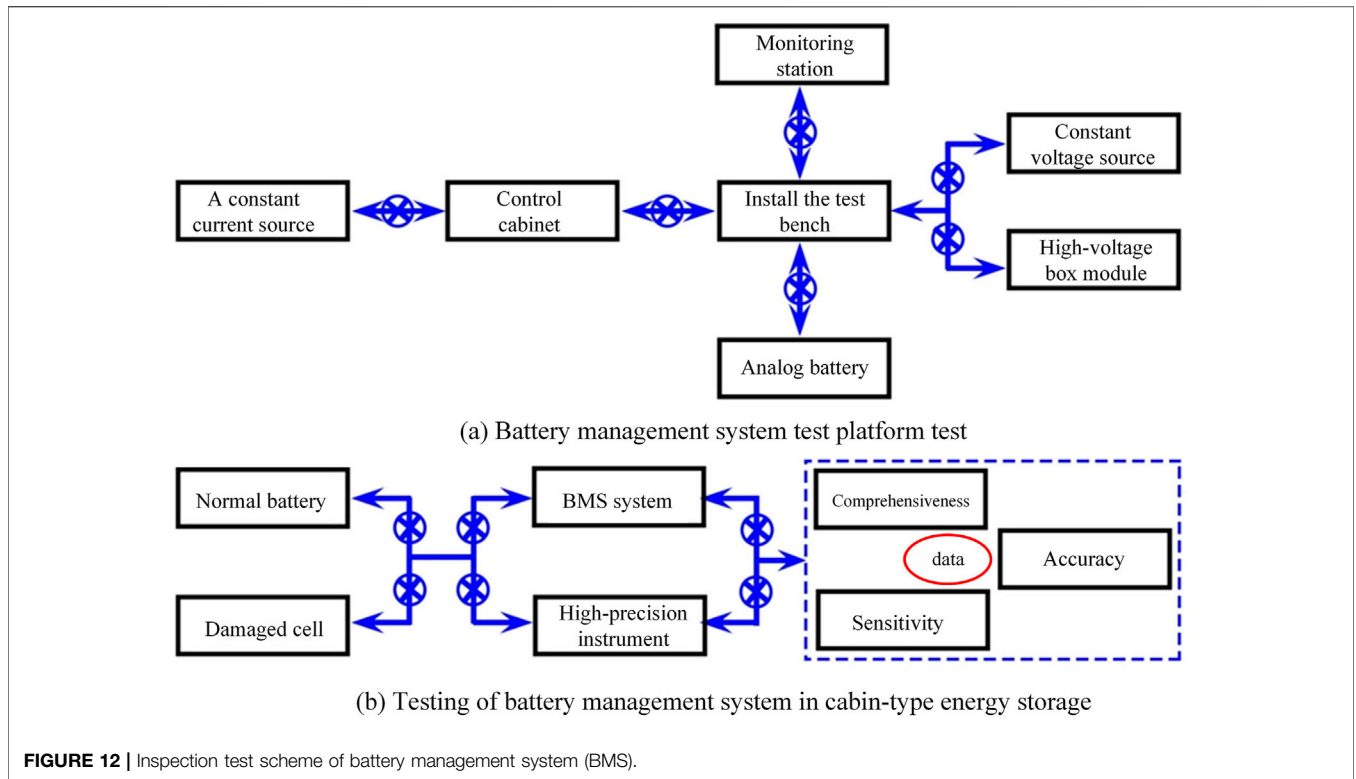 Monitoring
station
Constant
voltage source
A constant
current source
Control
cabinet
Install the test
bench
High-voltage
box module
Analog battery
(a) Battery management system test platform test
Normal battery
BMS system
Comprehensiveness
data
Accuracy
Damaged cell
High-precision
instrument
Sensitivity
(b) Testing of battery management system in cabin-type energy storage
FIGURE 12 | Inspection test scheme of battery management system (BMS).